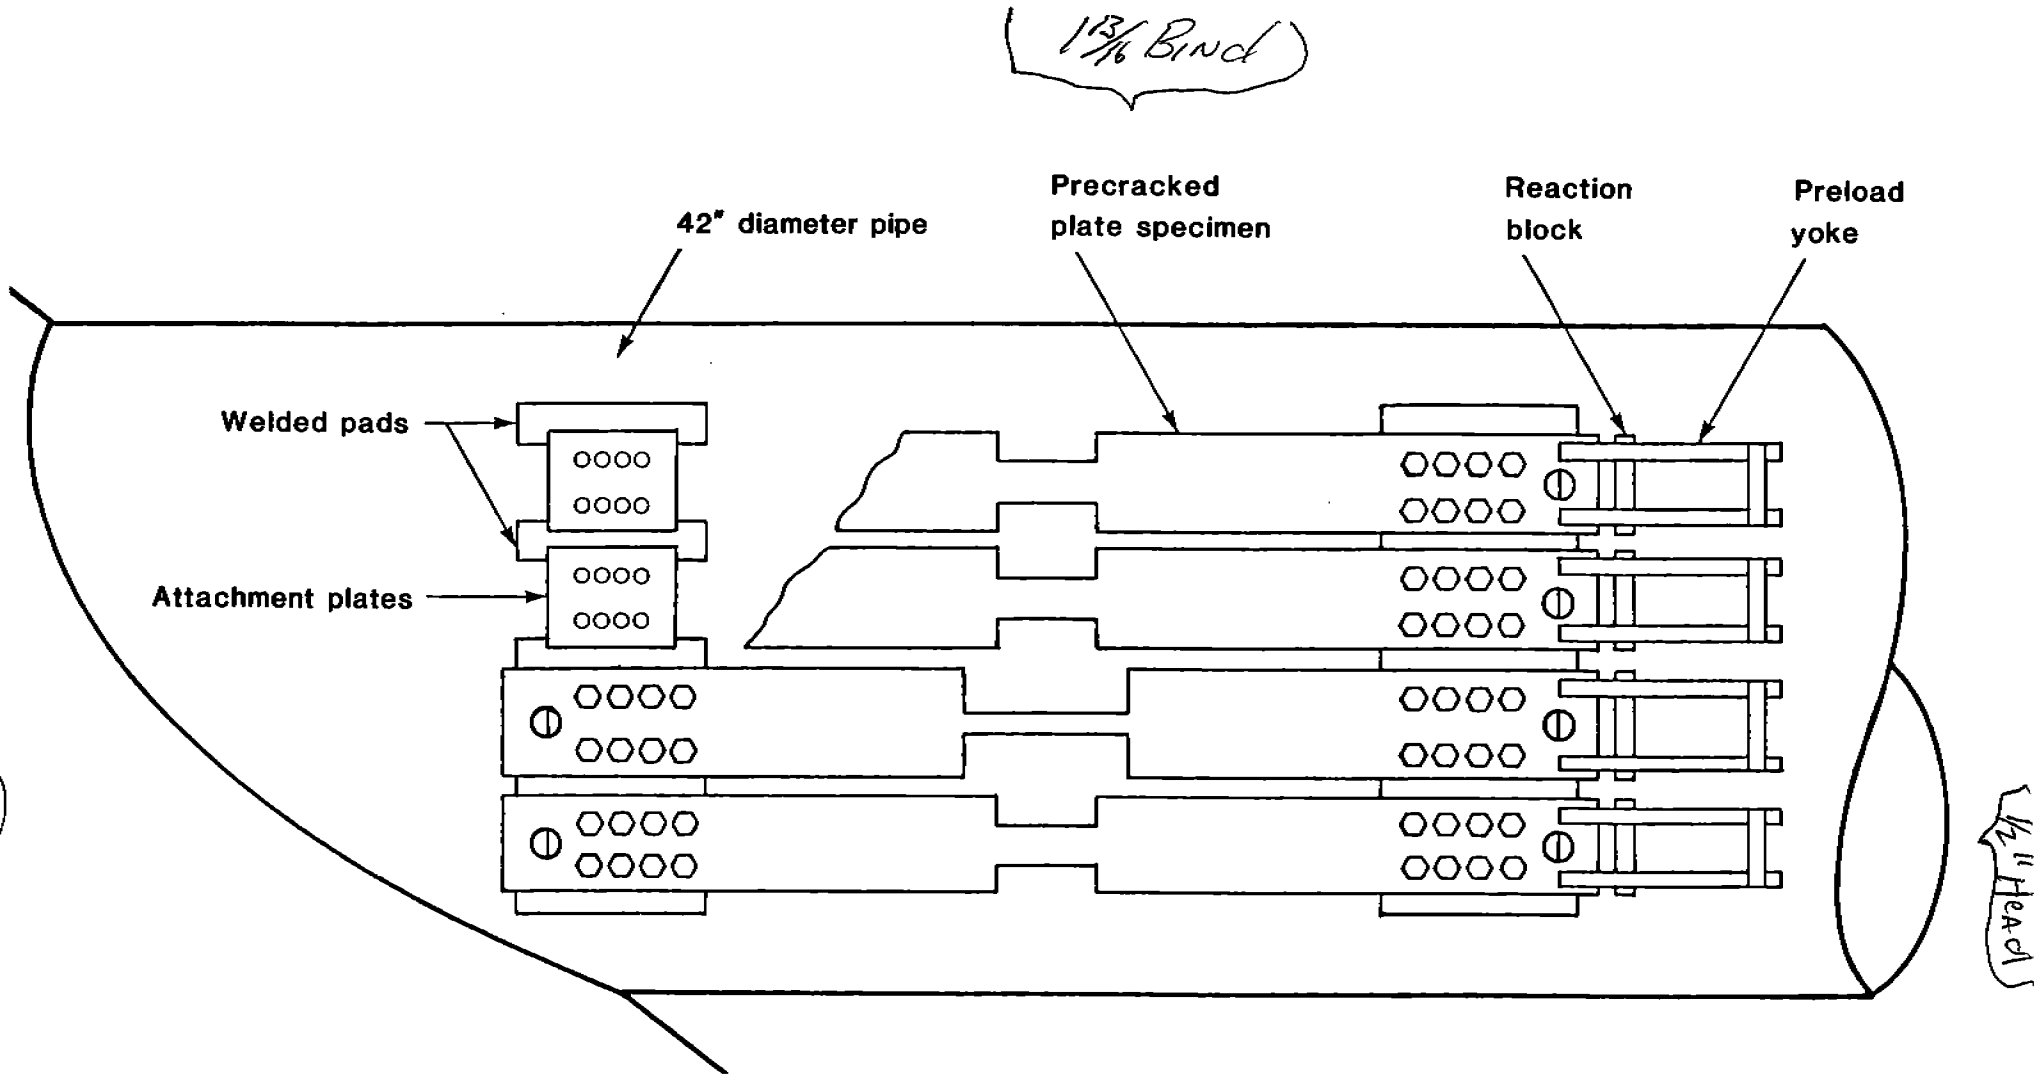 1 13/16 BINd
Precracked
plate specimen
Reaction
block
Preload
yoke
42" diameter pipe
Welded pads
Attachment plates
1/2" HeAd